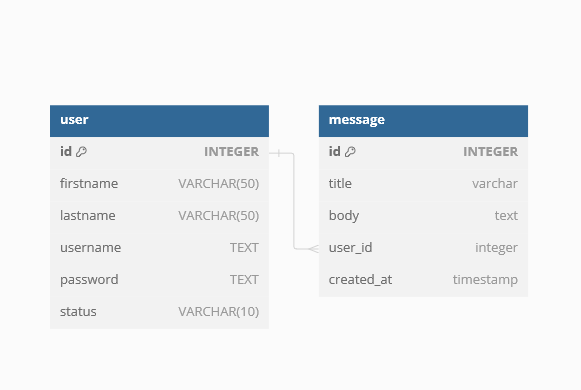 user
id INTEGER
firstname VARCHAR(50)
lastname VARCHAR(50)
username TEXT
password TEXT
status VARCHAR(10)
message
id INTEGER
title varchar
body text
user_id integer
created_at timestamp